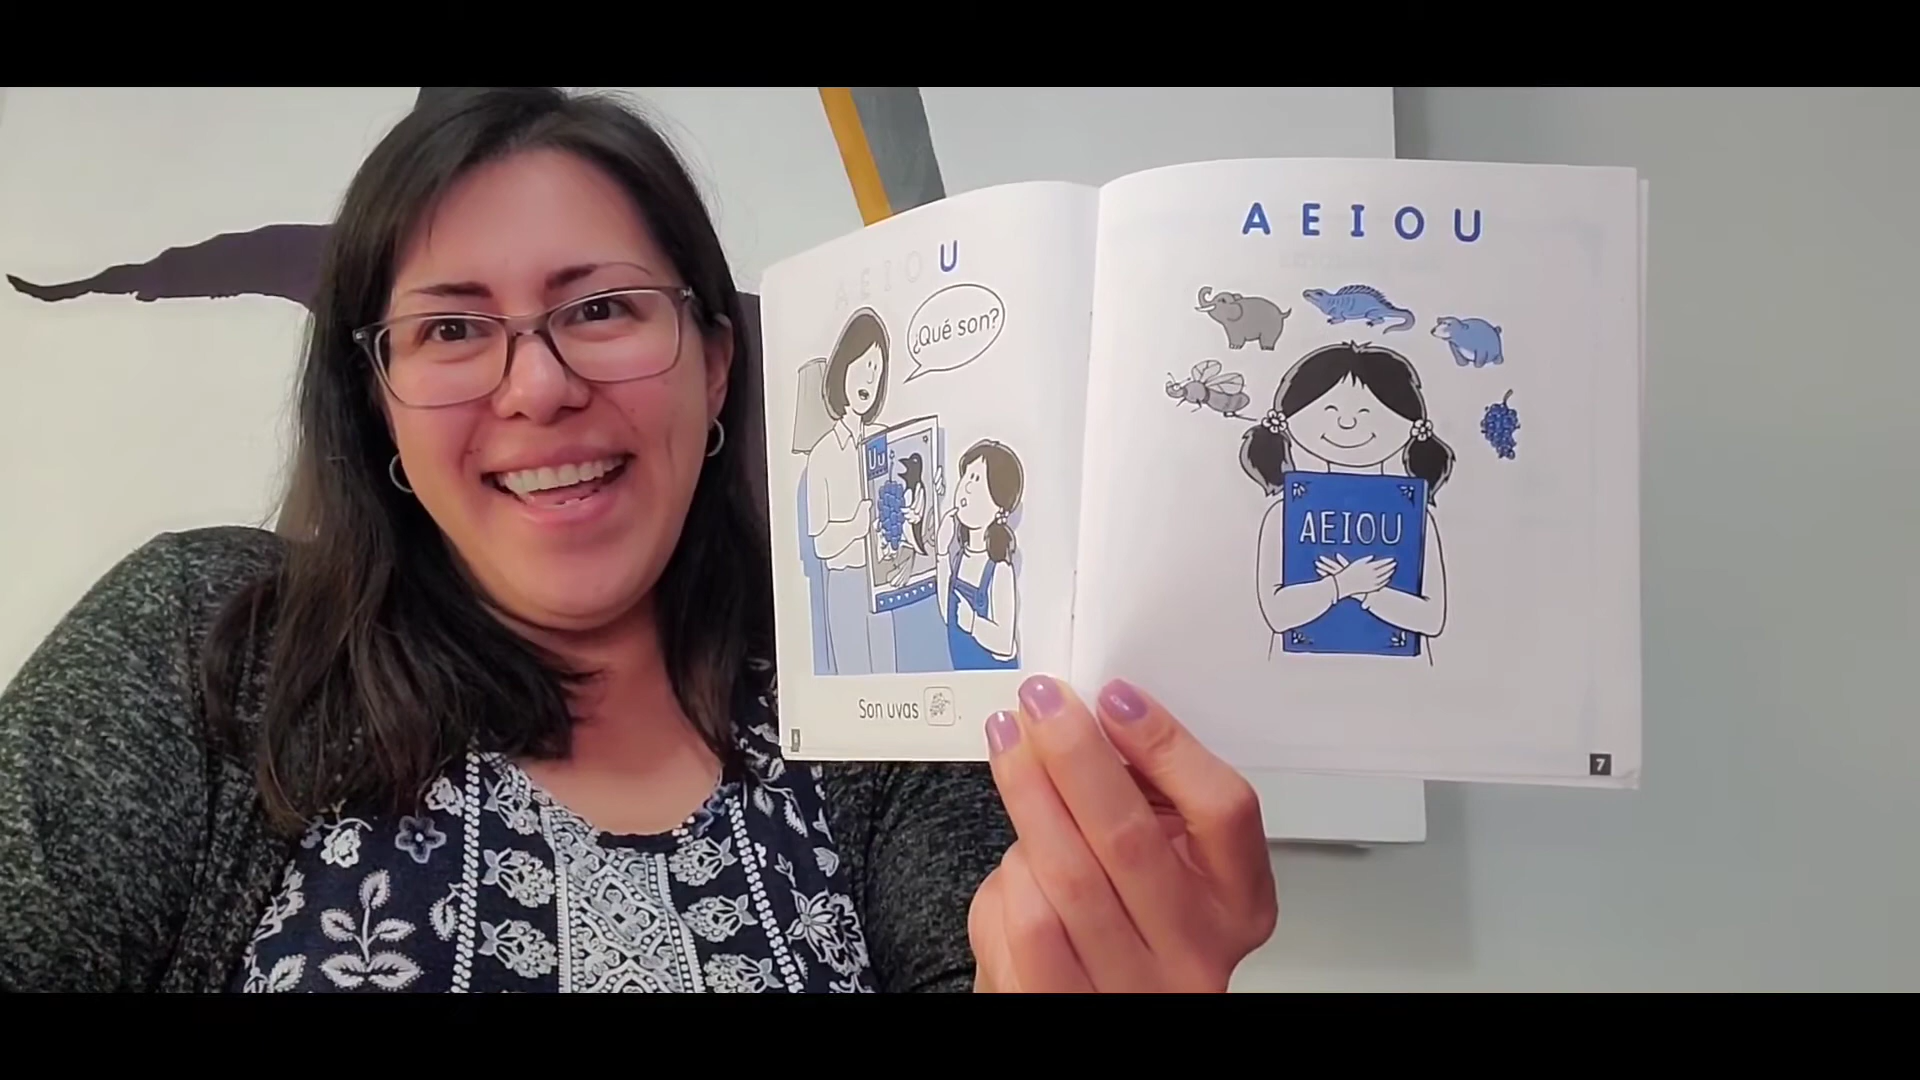 A E I O U
¿Qué son?
Uu
Son uvas .
A E I O U
AEIOU
7